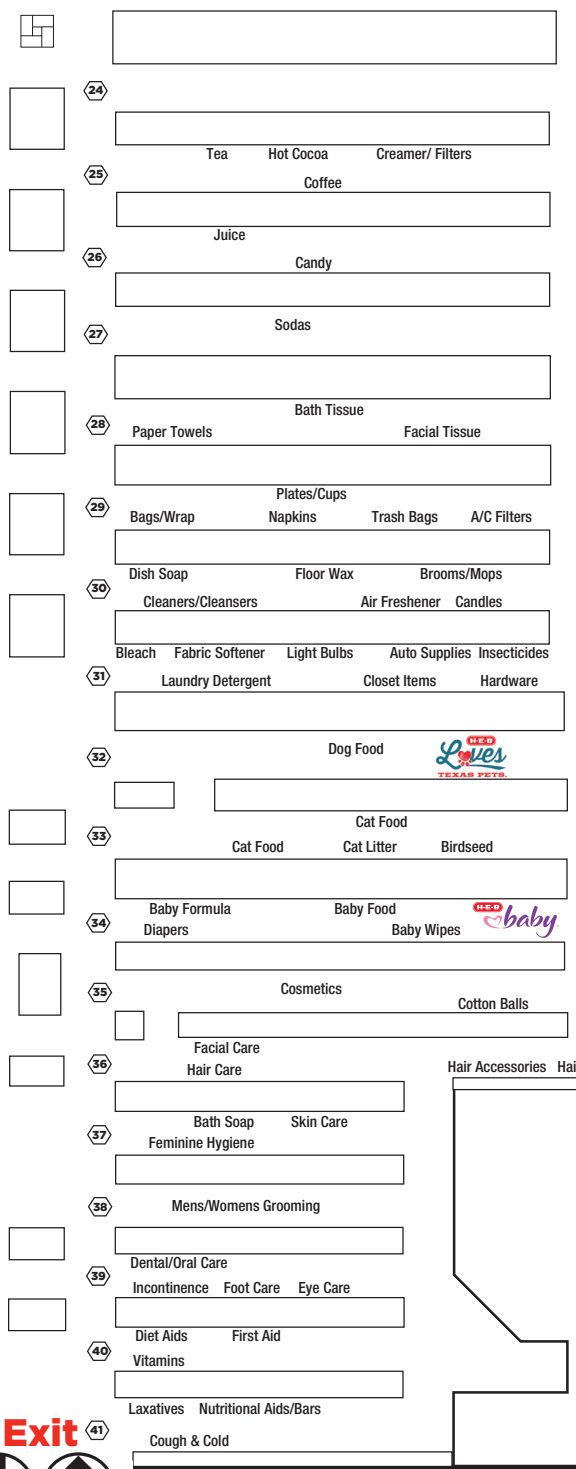 24
Tea Hot Cocoa Creamer/ Filters
25
Coffee
Juice
26
Candy
27
Sodas
Bath Tissue
28
Paper Towels Facial Tissue
Plates/Cups
29
Bags/Wrap Napkins Trash Bags A/C Filters
Dish Soap Floor Wax Brooms/Mops
30
Cleaners/Cleansers Air Freshener Candles
Bleach Fabric Softener Light Bulbs Auto Supplies Insecticides
31
Laundry Detergent Closet Items Hardware
32
Dog Food
H-E-B
Loves
TEXAS PETS.
Cat Food
33
Cat Food Cat Litter Birdseed
Baby Formula Baby Food
H-E-B
baby
34
Diapers Baby Wipes
35
Cosmetics
Cotton Balls
Facial Care
36
Hair Care
Hair Accessories Hai
Bath Soap Skin Care
37
Feminine Hygiene
38
Mens/Womens Grooming
Dental/Oral Care
39
Incontinence Foot Care Eye Care
Diet Aids First Aid
40
Vitamins
Laxatives Nutritional Aids/Bars
Exit
41
Cough & Cold